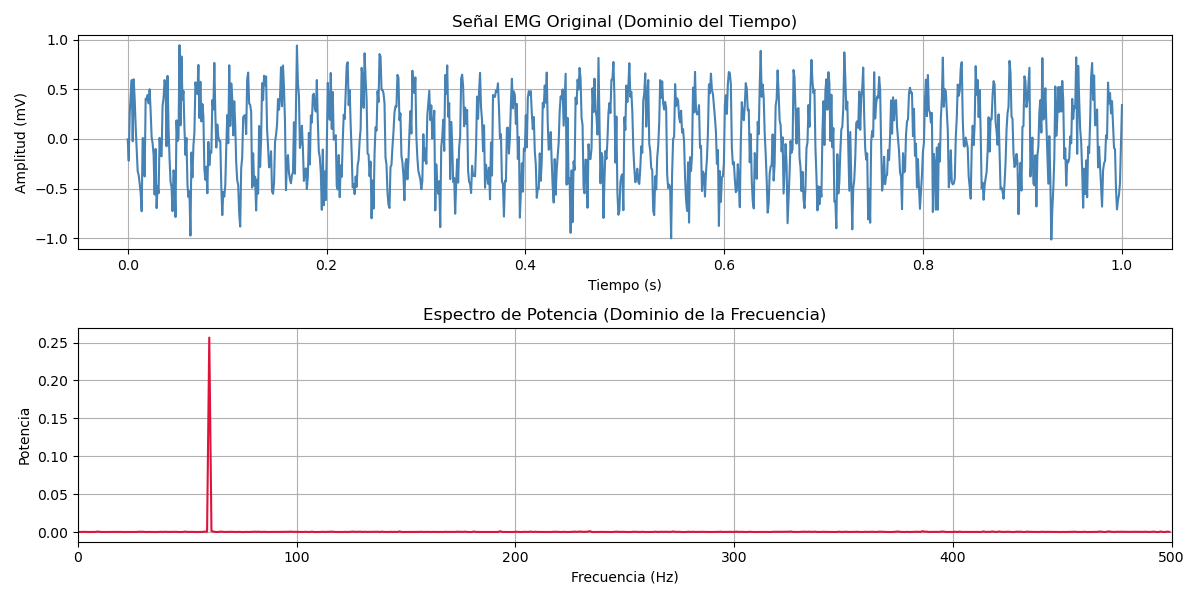 Señal EMG Original (Dominio del Tiempo)
1.0
0.5
0.0
−0.5
−1.0
Amplitud (mV)
0.0 0.2 0.4 0.6 0.8 1.0
Tiempo (s)
Espectro de Potencia (Dominio de la Frecuencia)
0.25
0.20
0.15
0.10
0.05
0.00
Potencia
0 100 200 300 400 500
Frecuencia (Hz)